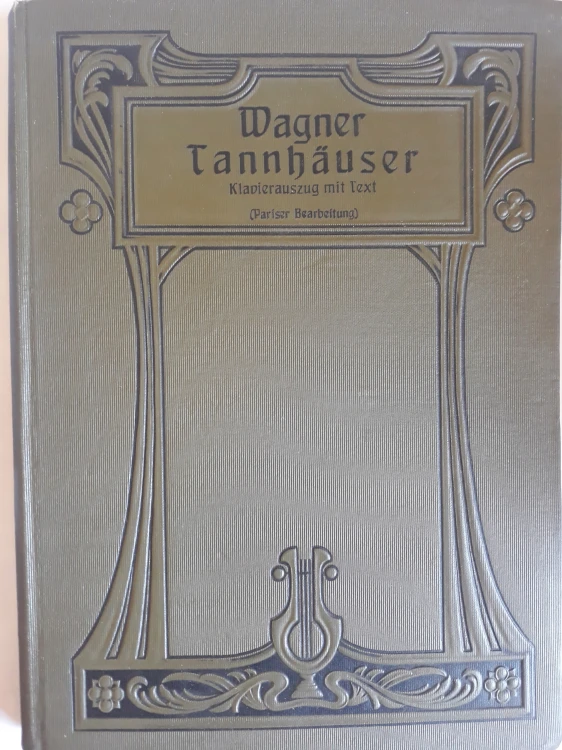 Wagner
Tannhäuser
Klavierauszug mit Text
(Pariser Bearbeitung)